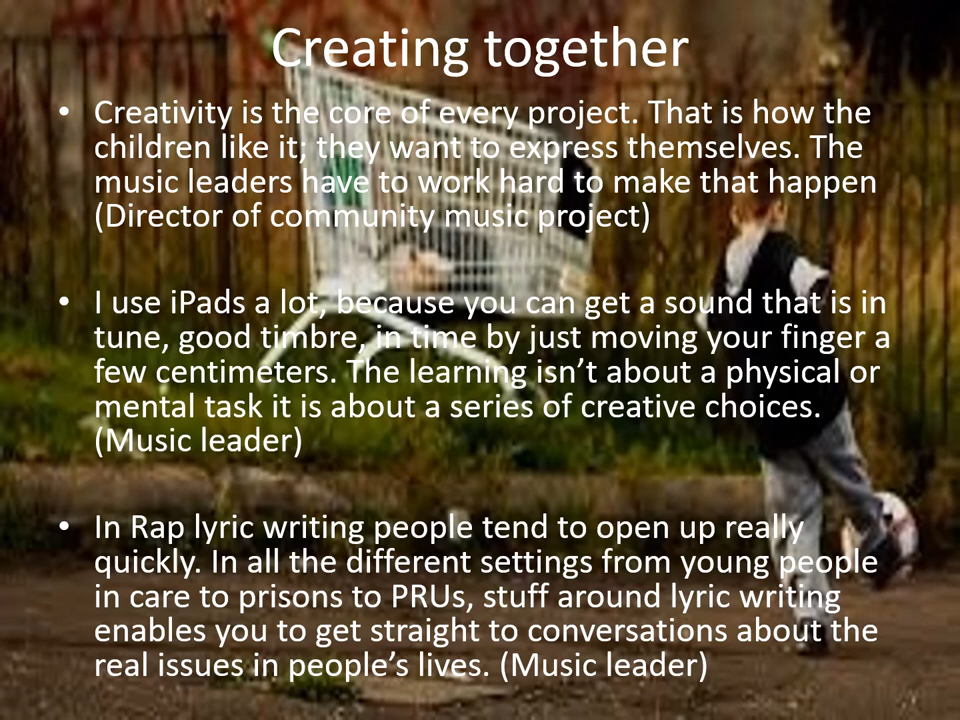 Creating together
• Creativity is the core of every project. That is how the
children like it; they want to express themselves. The
music leaders have to work hard to make that happen
(Director of community music project)
• I use iPads a lot, because you can get a sound that is in
tune, good timbre, in time by just moving your finger a
few centimeters. The learning isn’t about a physical or
mental task it is about a series of creative choices.
(Music leader)
• In Rap lyric writing people tend to open up really
quickly. In all the different settings from young people
in care to prisons to PRUs, stuff around lyric writing
enables you to get straight to conversations about the
real issues in people’s lives. (Music leader)